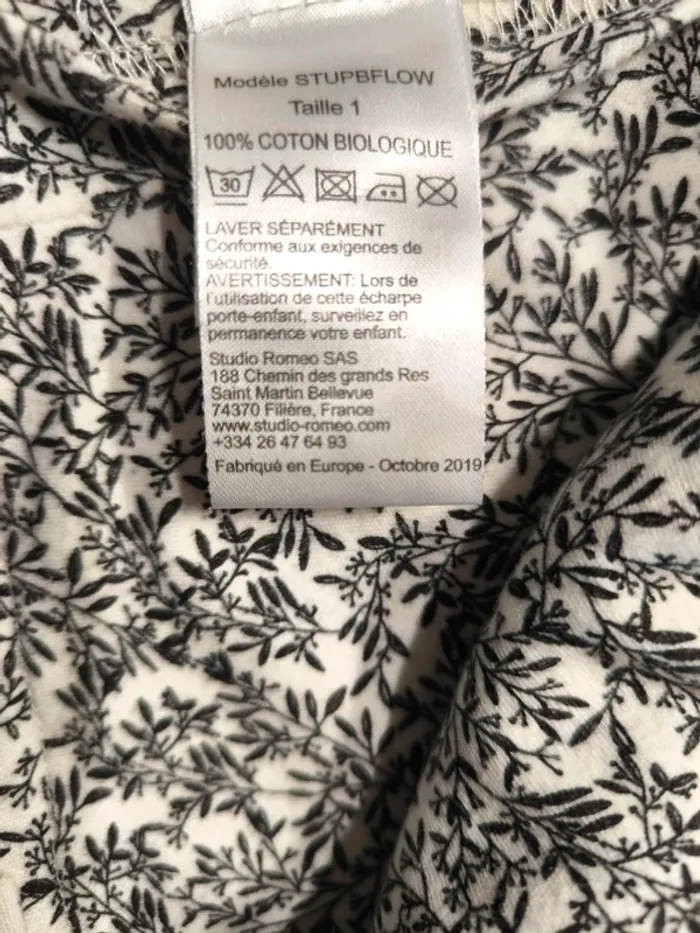 Modèle STUPBFLOW
Taille 1
100% COTON BIOLOGIQUE
30
LAVER SÉPARÉMENT
Conforme aux exigences de
sécurité.
AVERTISSEMENT: Lors de
l'utilisation de cette écharpe
porte-enfant, surveillez en
permanence votre enfant.
Studio Romeo SAS
188 Chemin des grands Res
Saint Martin Bellevue
74370 Filière, France
www.studio-romeo.com
+334 26 47 64 93
Fabriqué en Europe - Octobre 2019